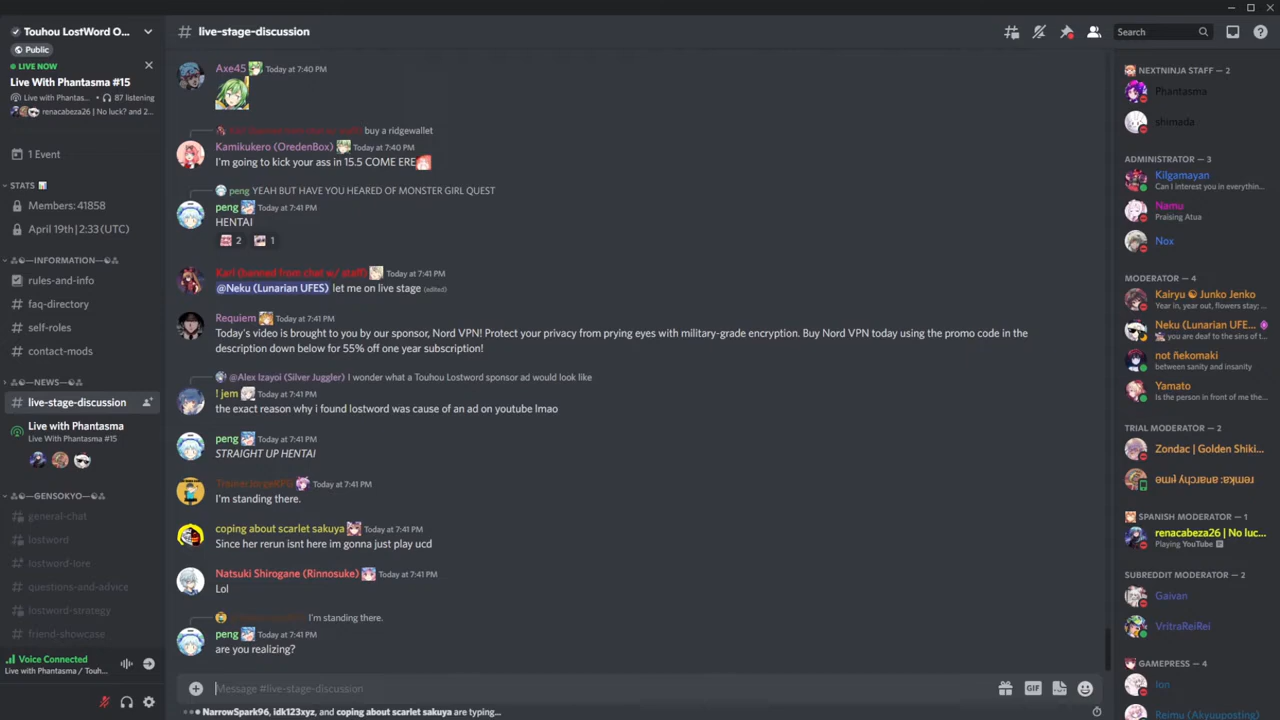 Touhou LostWord O...
Public
LIVE NOW
Live With Phantasma #15
Live with Phantas... • 87 listening
renacabeza26 | No luck? and 2...
1 Event
STATS
Members: 41858
April 19th | 2:33 (UTC)
INFORMATION
rules-and-info
faq-directory
self-roles
contact-mods
NEWS
live-stage-discussion
Live with Phantasma
Live With Phantasma #15
GENSOKYO
general-chat
lostword
lostword-lore
questions-and-advice
lostword-strategy
friend-showcase
Voice Connected
Live with Phantasma / Touh...
# live-stage-discussion
Search
Axe45 Today at 7:40 PM
buy a ridgewallet
Kamikukero (OredenBox) Today at 7:40 PM
I'm going to kick your ass in 15.5 COME ERE
peng YEAH BUT HAVE YOU HEARED OF MONSTER GIRL QUEST
peng Today at 7:41 PM
HENTAI
2 1
Karl (banned from chat w/ staff) Today at 7:41 PM
@Neku (Lunarian UFES) let me on live stage (edited)
Requiem Today at 7:41 PM
Today's video is brought to you by our sponsor, Nord VPN! Protect your privacy from prying eyes with military-grade encryption. Buy Nord VPN today using the promo code in the
description down below for 55% off one year subscription!
@Alex Izayoi (Silver Juggler) I wonder what a Touhou Lostword sponsor ad would look like
! jem Today at 7:41 PM
the exact reason why i found lostword was cause of an ad on youtube lmao
peng Today at 7:41 PM
STRAIGHT UP HENTAI
TrainerJorgeRPG Today at 7:41 PM
I'm standing there.
coping about scarlet sakuya Today at 7:41 PM
Since her rerun isnt here im gonna just play ucd
Natsuki Shirogane (Rinnosuke) Today at 7:41 PM
Lol
I'm standing there.
peng Today at 7:41 PM
are you realizing?
Message #live-stage-discussion
GIF
NarrowSpark96, idk123xyz, and coping about scarlet sakuya are typing...
NEXTNINJA STAFF — 2
Phantasma
shimada
ADMINISTRATOR — 3
Kilgamayan
Can I interest you in everythin...
Namu
Praising Atua
Nox
MODERATOR — 4
Kairyu ☯ Junko Jenko
Year in, year out, flowers stay; ...
Neku (Lunarian UFE...
you are deaf to the sins of t...
not ñekomaki
between sanity and insanity
Yamato
Is the person in front of me the...
TRIAL MODERATOR — 2
Zondac | Golden Shiki...
SPANISH MODERATOR — 1
renacabeza26 | No luc...
Playing YouTube
SUBREDDIT MODERATOR — 2
Gaivan
VritraReiRei
GAMEPRESS — 4
Ion
Reimu (Akyuuposting)